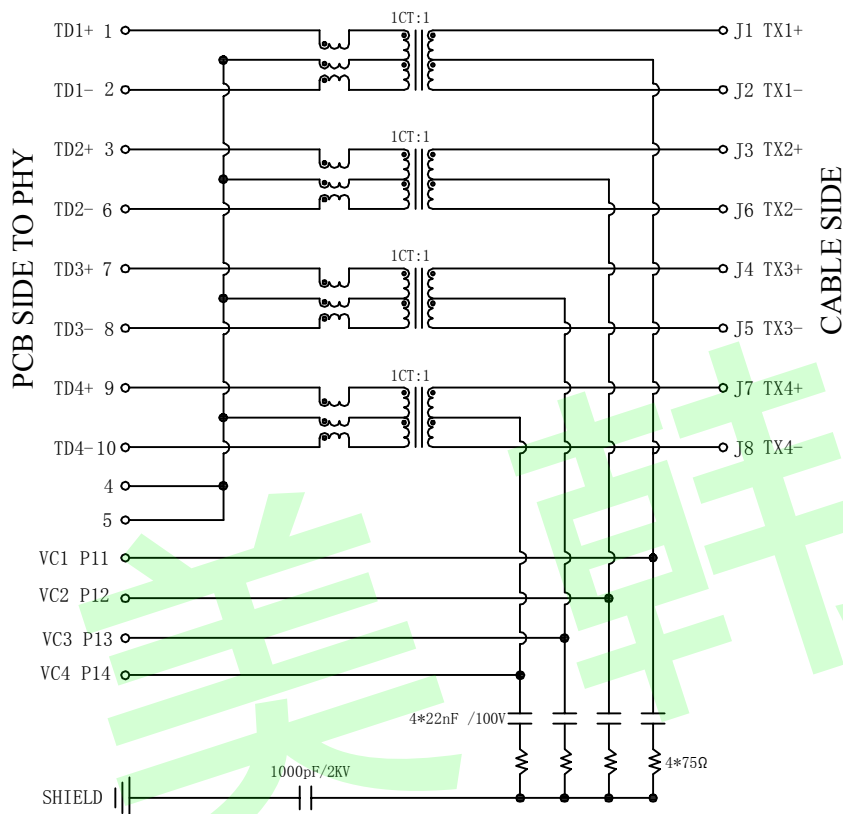 1CT:1
TD1+ 1
J1 TX1+
TD1- 2
J2 TX1-
1CT:1
TD2+ 3
J3 TX2+
TD2- 6
J6 TX2-
1CT:1
TD3+ 7
J4 TX3+
TD3- 8
J5 TX3-
1CT:1
TD4+ 9
J7 TX4+
TD4-10
J8 TX4-
4
5
PCB SIDE TO PHY
CABLE SIDE
VC1 P11
VC2 P12
VC3 P13
VC4 P14
4*22nF /100V
4*75Ω
1000pF/2KV
SHIELD
美 韩